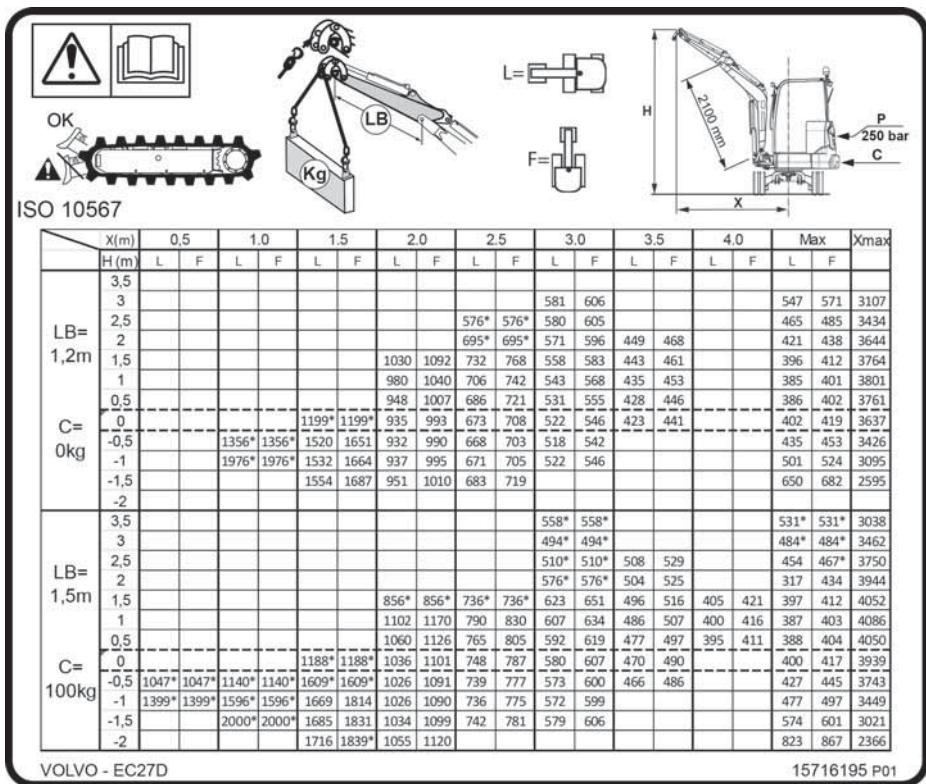 OK
LB
Kg
L=
F=
H
2100 mm
P
250 bar
C
X
ISO 10567
X(m) 0,5 1.0 1.5 2.0 2.5 3.0 3.5 4.0 Max Xmax
H (m) L F L F L F L F L F L F L F L F L F
LB= 1,2m
C= 0kg
3,5
3 581 606 547 571 3107
2,5 576* 576* 580 605 465 485 3434
2 695* 695* 571 596 449 468 421 438 3644
1,5 1030 1092 732 768 558 583 443 461 396 412 3764
1 980 1040 706 742 543 568 435 453 385 401 3801
0,5 948 1007 686 721 531 555 428 446 386 402 3761
0 1199* 1199* 935 993 673 708 522 546 423 441 402 419 3637
-0,5 1356* 1356* 1520 1651 932 990 668 703 518 542 435 453 3426
-1 1976* 1976* 1532 1664 937 995 671 705 522 546 501 524 3095
-1,5 1554 1687 951 1010 683 719 650 682 2595
-2
LB= 1,5m
C= 100kg
3,5 558* 558* 531* 531* 3038
3 494* 494* 484* 484* 3462
2,5 510* 510* 508 529 454 467* 3750
2 576* 576* 504 525 317 434 3944
1,5 856* 856* 736* 736* 623 651 496 516 405 421 397 412 4052
1 1102 1170 790 830 607 634 486 507 400 416 387 403 4086
0,5 1060 1126 765 805 592 619 477 497 395 411 388 404 4050
0 1188* 1188* 1036 1101 748 787 580 607 470 490 400 417 3939
-0,5 1047* 1047* 1140* 1140* 1609* 1609* 1026 1091 739 777 573 600 466 486 427 445 3743
-1 1399* 1399* 1596* 1596* 1669 1814 1026 1090 736 775 572 599 477 497 3449
-1,5 2000* 2000* 1685 1831 1034 1099 742 781 579 606 574 601 3021
-2 1716 1839* 1055 1120 823 867 2366
VOLVO - EC27D
15716195 P01